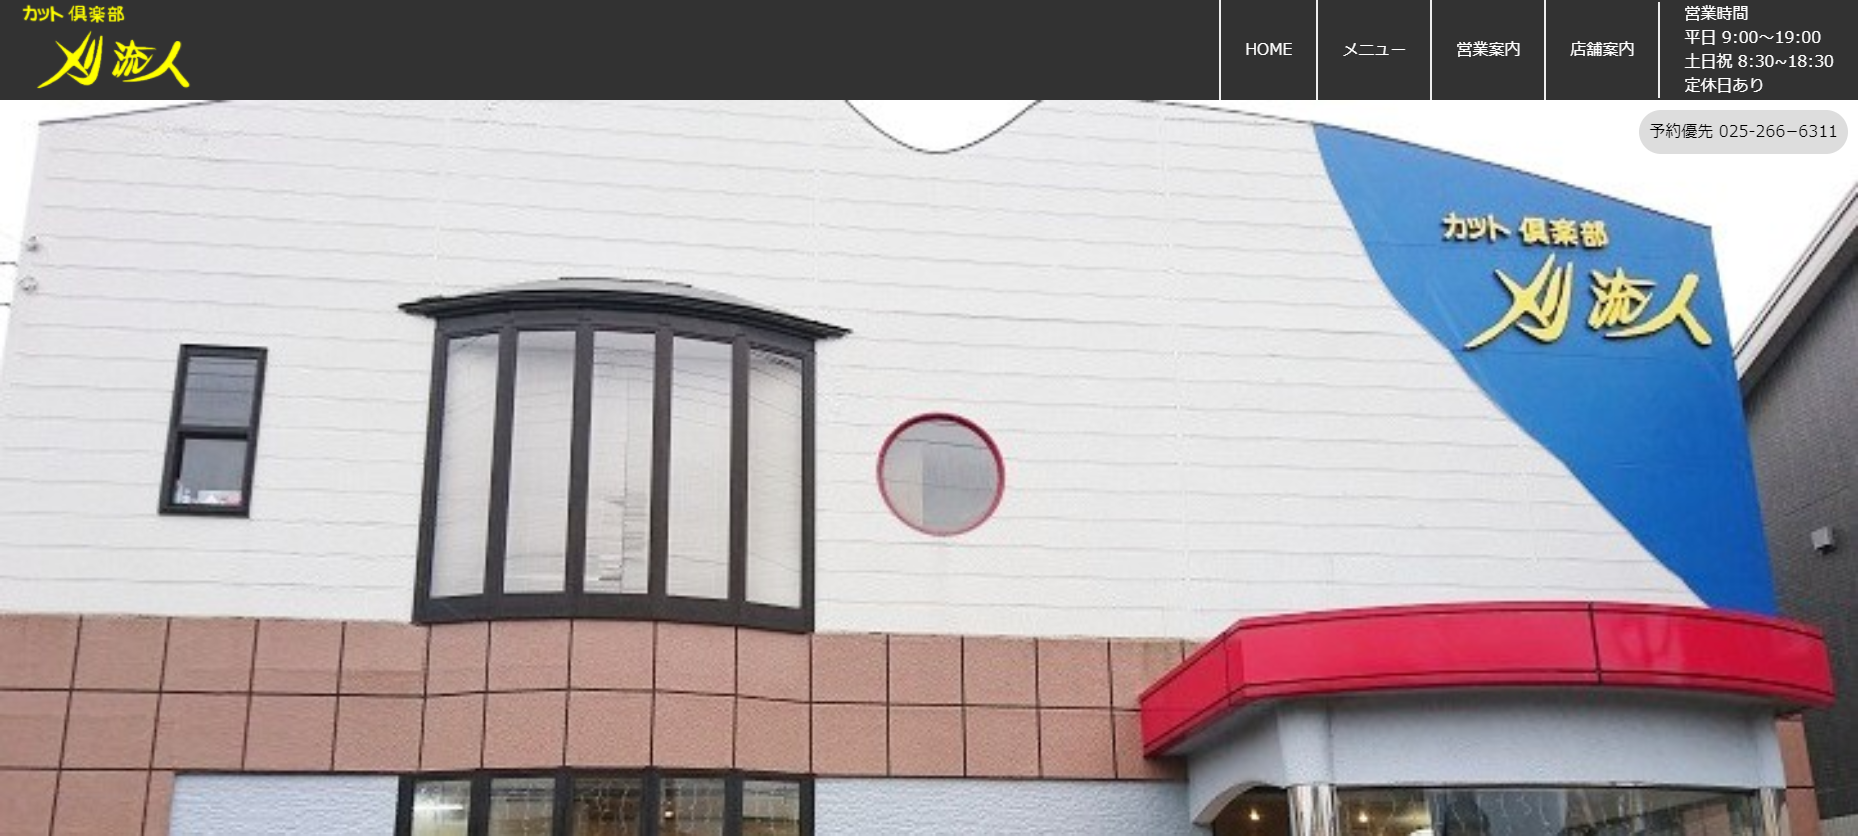 カット 倶楽部
刈流人
HOME
メニュー
営業案内
店舗案内
営業時間
平日 9:00～19:00
土日祝 8:30~18:30
定休日あり
予約優先 025-266−6311
カット 倶楽部
刈流人